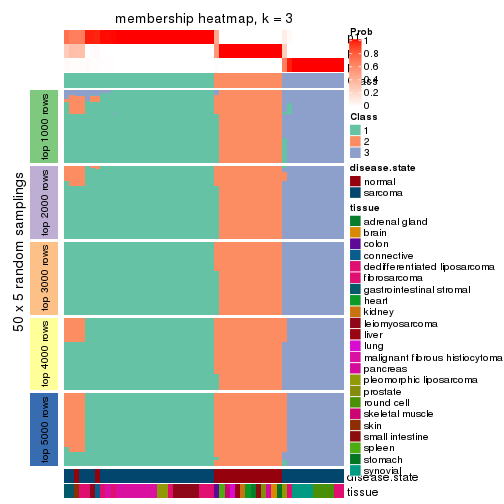 membership heatmap, k = 3
50 x 5 random samplings
top 1000 rows
top 2000 rows
top 3000 rows
top 4000 rows
top 5000 rows
disease.state
tissue
Prob
1
0.8
0.6
0.4
0.2
0
Class
1
2
3
disease.state
normal
sarcoma
tissue
adrenal gland
brain
colon
connective
dedifferentiated liposarcoma
fibrosarcoma
gastrointestinal stromal
heart
kidney
leiomyosarcoma
liver
lung
malignant fibrous histiocytoma
pancreas
pleomorphic liposarcoma
prostate
round cell
skeletal muscle
skin
small intestine
spleen
stomach
synovial